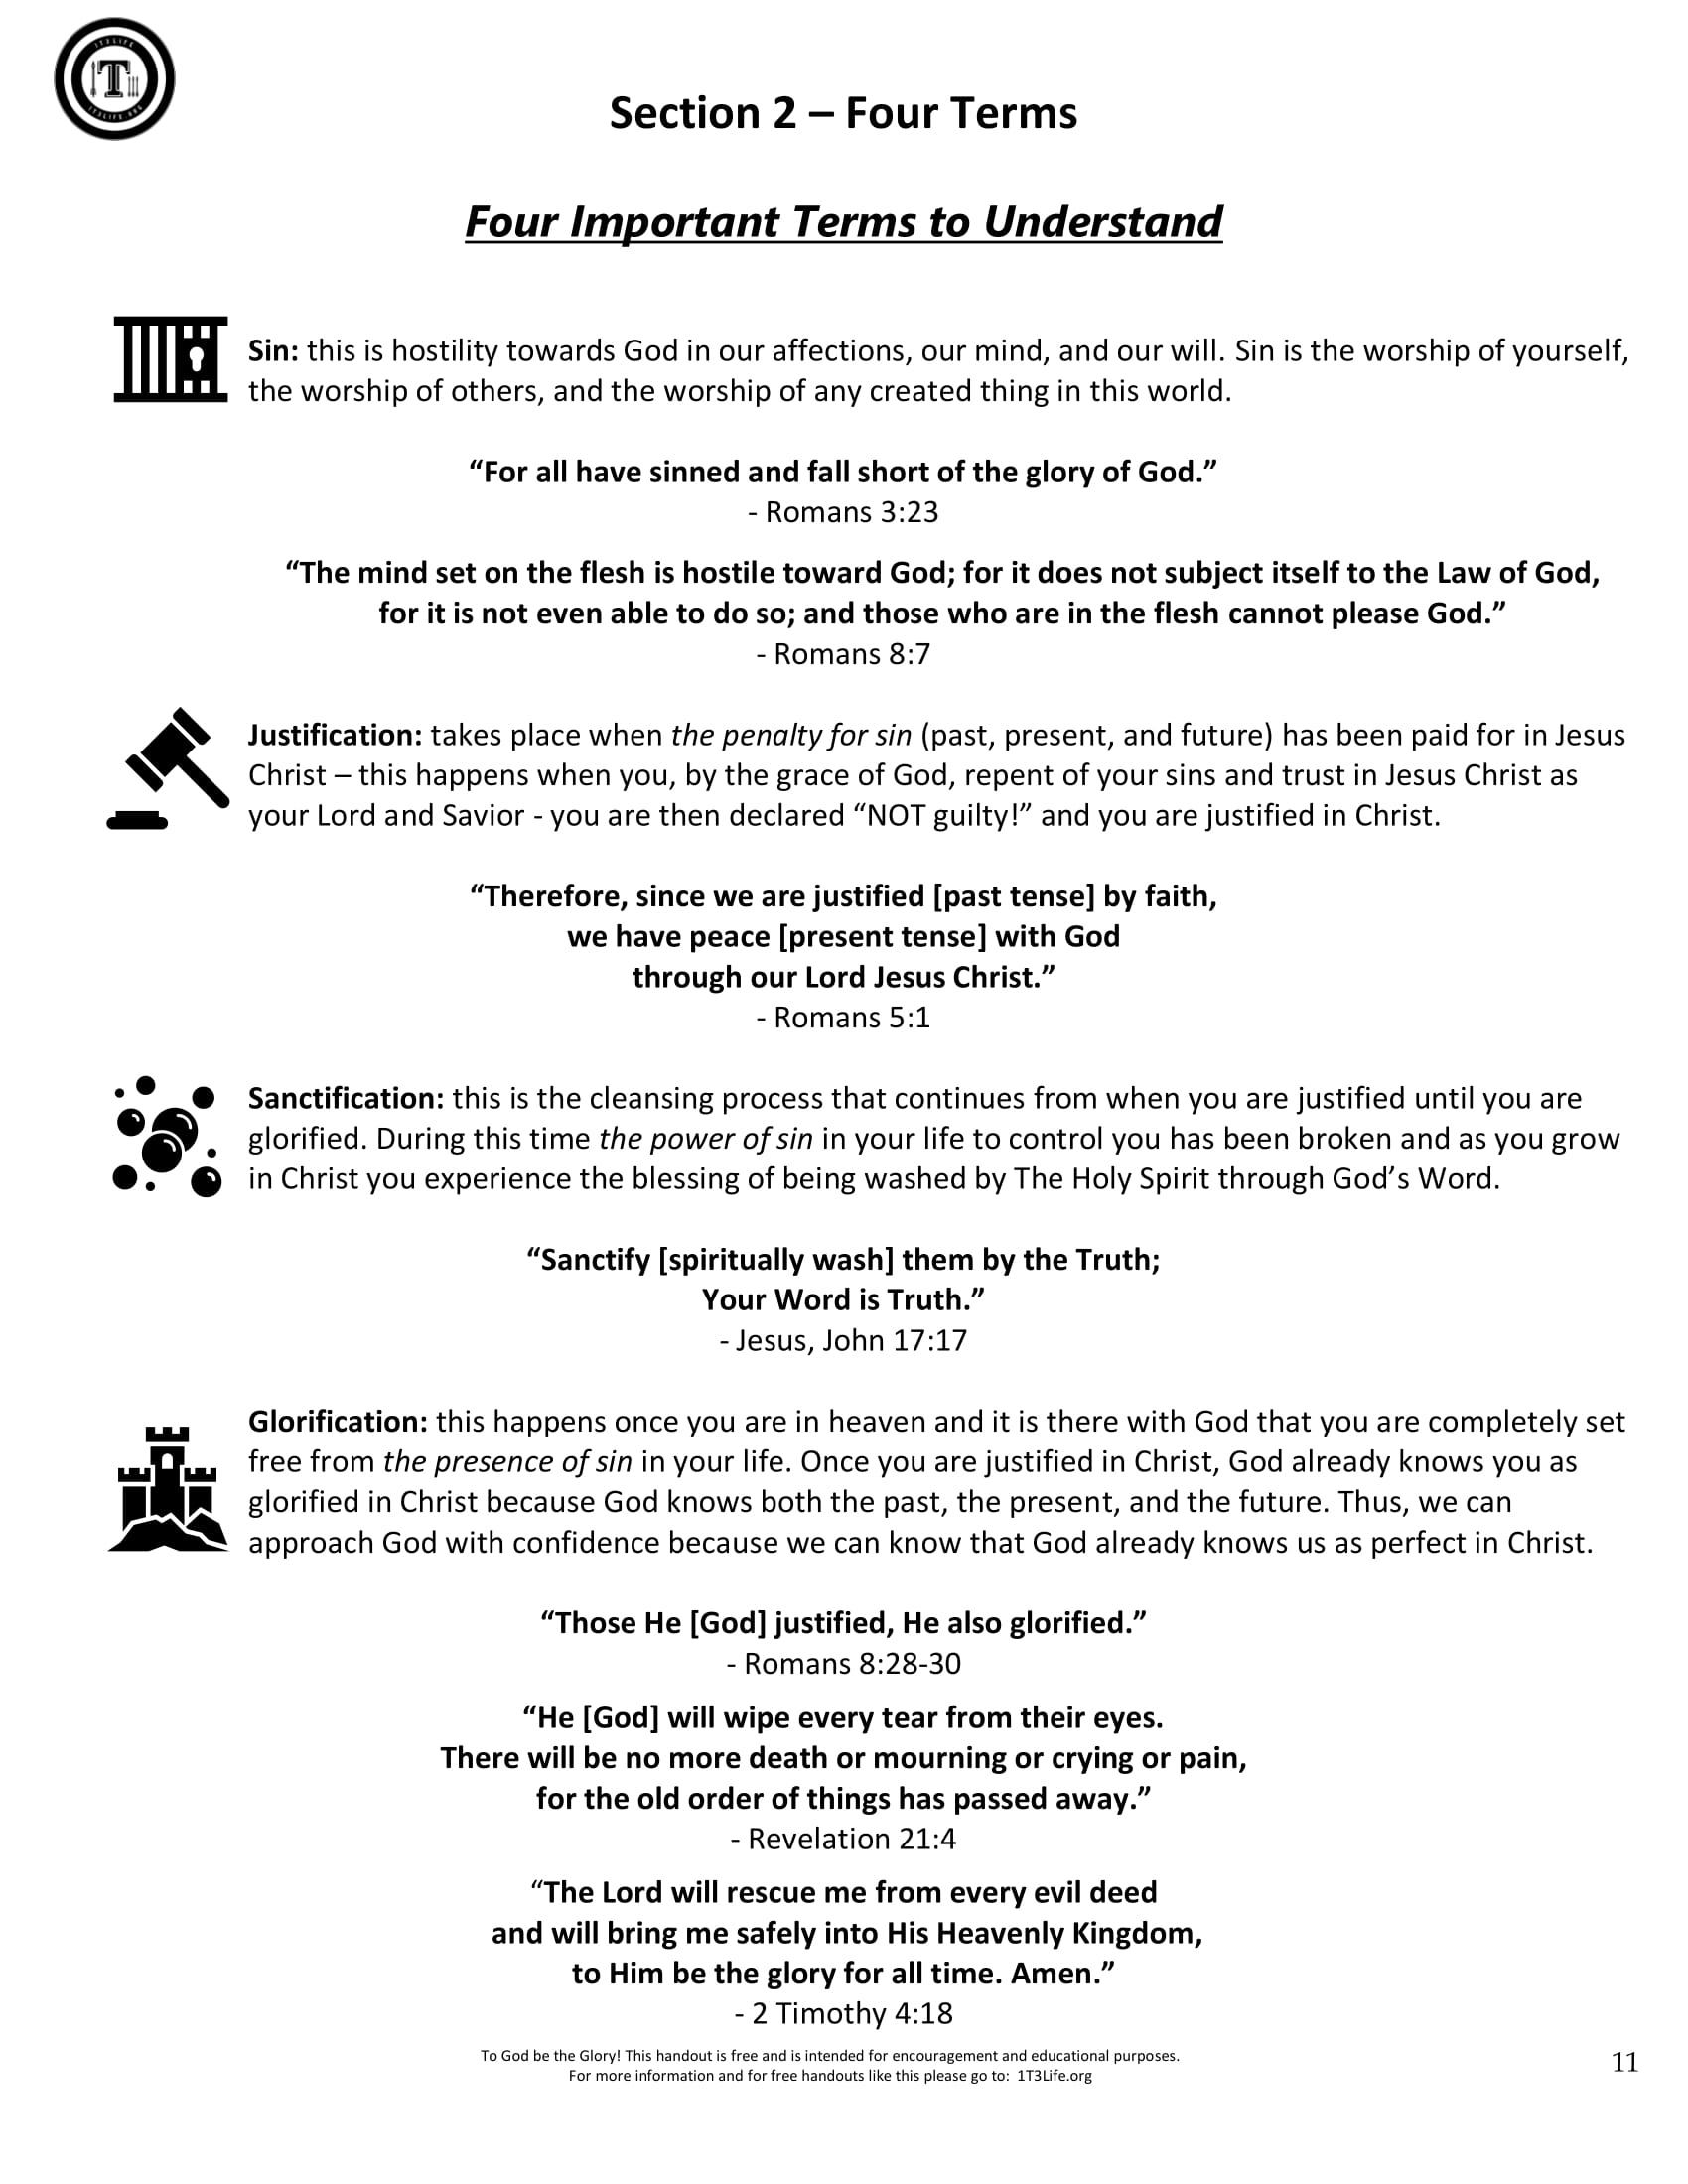 1T3LIFE
T
1T3LIFE.ORG
Section 2 – Four Terms
Four Important Terms to Understand
Sin: this is hostility towards God in our affections, our mind, and our will. Sin is the worship of yourself,
the worship of others, and the worship of any created thing in this world.
“For all have sinned and fall short of the glory of God.”
- Romans 3:23
“The mind set on the flesh is hostile toward God; for it does not subject itself to the Law of God,
for it is not even able to do so; and those who are in the flesh cannot please God.”
- Romans 8:7
Justification: takes place when the penalty for sin (past, present, and future) has been paid for in Jesus
Christ – this happens when you, by the grace of God, repent of your sins and trust in Jesus Christ as
your Lord and Savior - you are then declared “NOT guilty!” and you are justified in Christ.
“Therefore, since we are justified [past tense] by faith,
we have peace [present tense] with God
through our Lord Jesus Christ.”
- Romans 5:1
Sanctification: this is the cleansing process that continues from when you are justified until you are
glorified. During this time the power of sin in your life to control you has been broken and as you grow
in Christ you experience the blessing of being washed by The Holy Spirit through God’s Word.
“Sanctify [spiritually wash] them by the Truth;
Your Word is Truth.”
- Jesus, John 17:17
Glorification: this happens once you are in heaven and it is there with God that you are completely set
free from the presence of sin in your life. Once you are justified in Christ, God already knows you as
glorified in Christ because God knows both the past, the present, and the future. Thus, we can
approach God with confidence because we can know that God already knows us as perfect in Christ.
“Those He [God] justified, He also glorified.”
- Romans 8:28-30
“He [God] will wipe every tear from their eyes.
There will be no more death or mourning or crying or pain,
for the old order of things has passed away.”
- Revelation 21:4
“The Lord will rescue me from every evil deed
and will bring me safely into His Heavenly Kingdom,
to Him be the glory for all time. Amen.”
- 2 Timothy 4:18
To God be the Glory! This handout is free and is intended for encouragement and educational purposes.
For more information and for free handouts like this please go to: 1T3Life.org
11